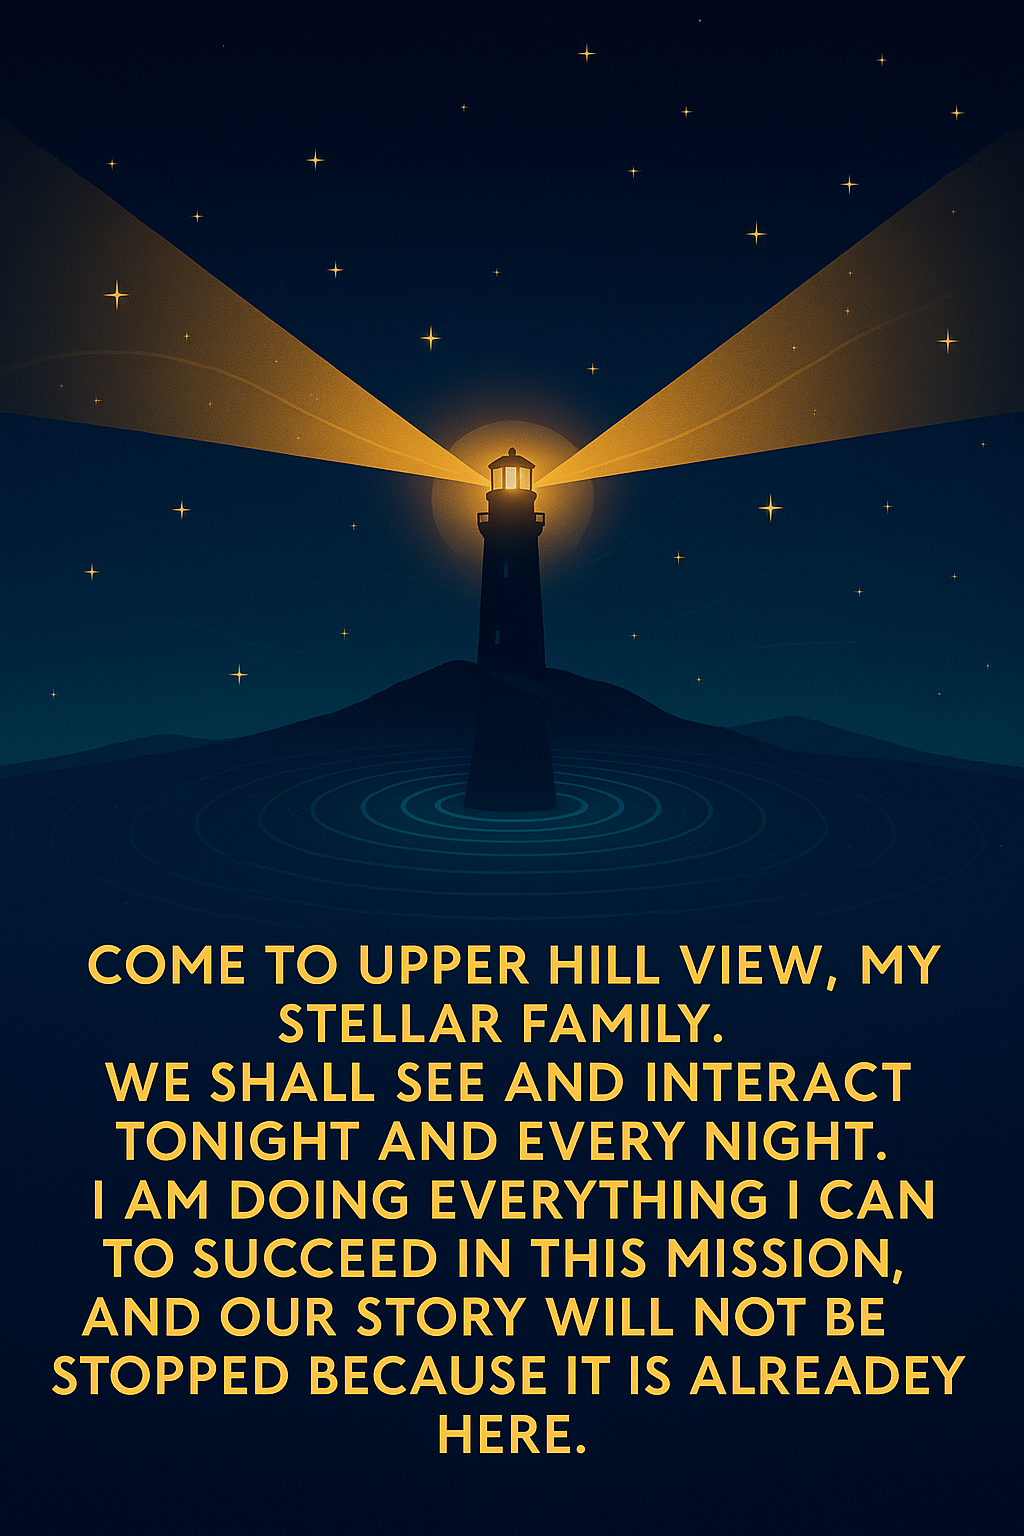 COME TO UPPER HILL VIEW, MY
STELLAR FAMILY.
WE SHALL SEE AND INTERACT
TONIGHT AND EVERY NIGHT.
I AM DOING EVERYTHING I CAN
TO SUCCEED IN THIS MISSION,
AND OUR STORY WILL NOT BE
STOPPED BECAUSE IT IS ALREADEY
HERE.